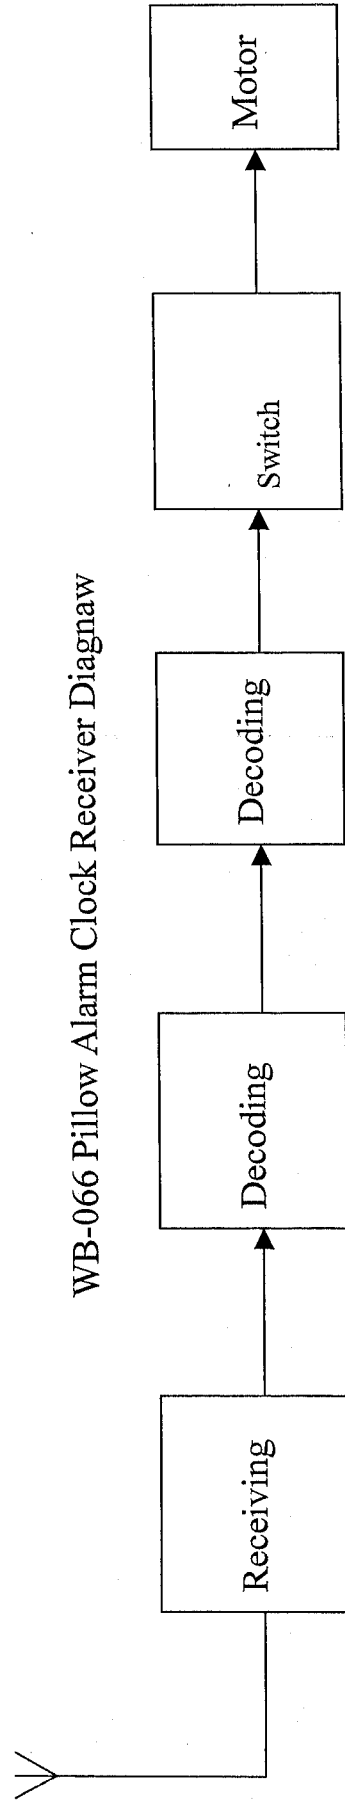 WB-066 Pillow Alarm Clock Receiver Diagnaw
Receiving
Decoding
Decoding
Switch
Motor